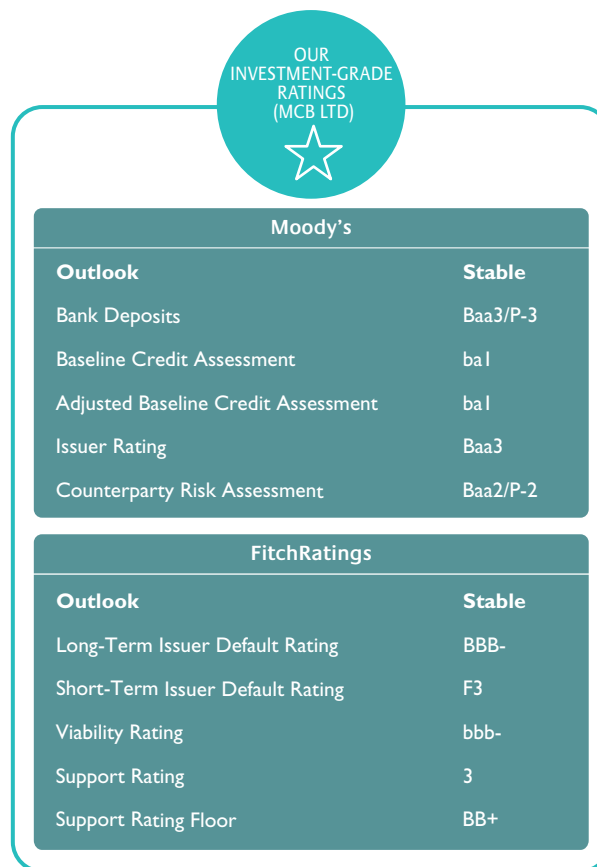 OUR
INVESTMENT-GRADE
RATINGS
(MCB LTD)
Moody's
Outlook Stable
Bank Deposits Baa3/P-3
Baseline Credit Assessment ba1
Adjusted Baseline Credit Assessment ba1
Issuer Rating Baa3
Counterparty Risk Assessment Baa2/P-2
FitchRatings
Outlook Stable
Long-Term Issuer Default Rating BBB-
Short-Term Issuer Default Rating F3
Viability Rating bbb-
Support Rating 3
Support Rating Floor BB+